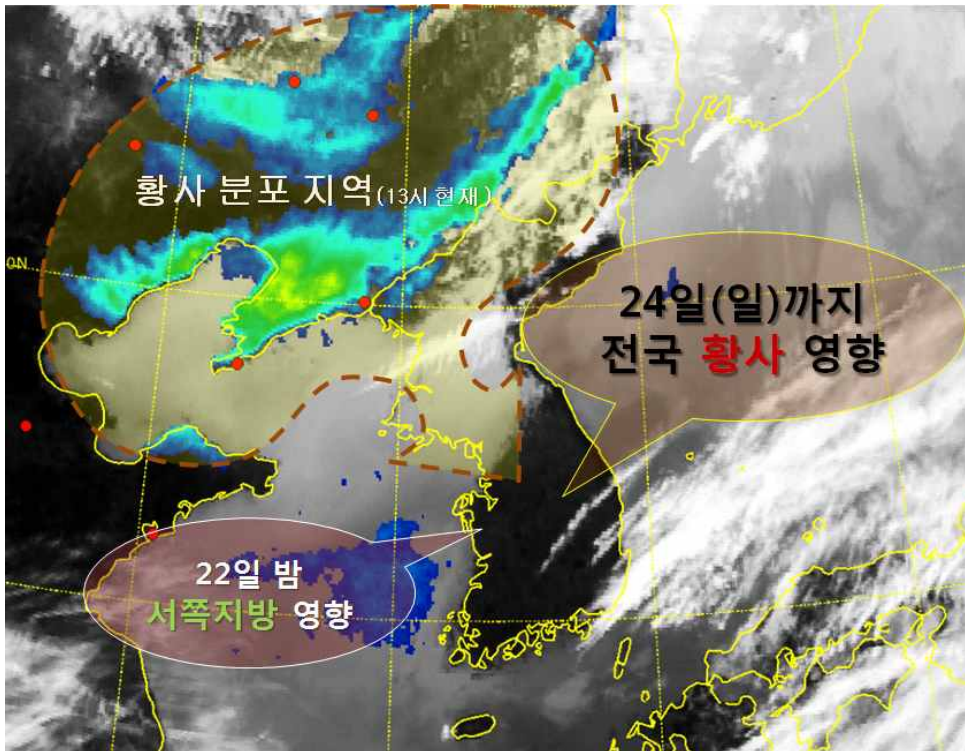 황사 분포 지역(13시 현재)
0N
24일(일)까지
전국 황사 영향
22일 밤
서쪽지방 영향